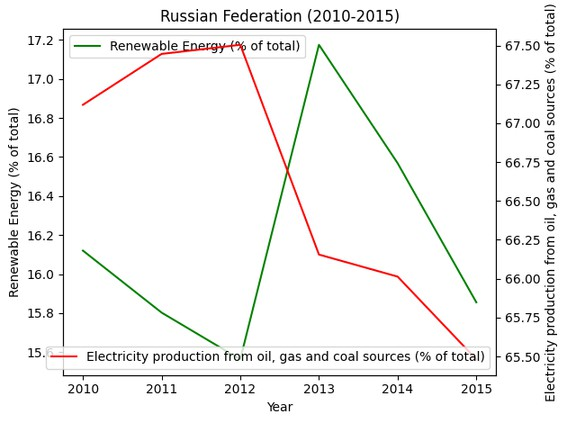 Russian Federation (2010-2015)
Renewable Energy (% of total)
17.2
17.0
16.8
16.6
16.4
16.2
16.0
15.8
15.6
Renewable Energy (% of total)
Electricity production from oil, gas and coal sources (% of total)
2010 2011 2012 2013 2014 2015
Year
67.50
67.25
67.00
66.75
66.50
66.25
66.00
65.75
65.50
Electricity production from oil, gas and coal sources (% of total)